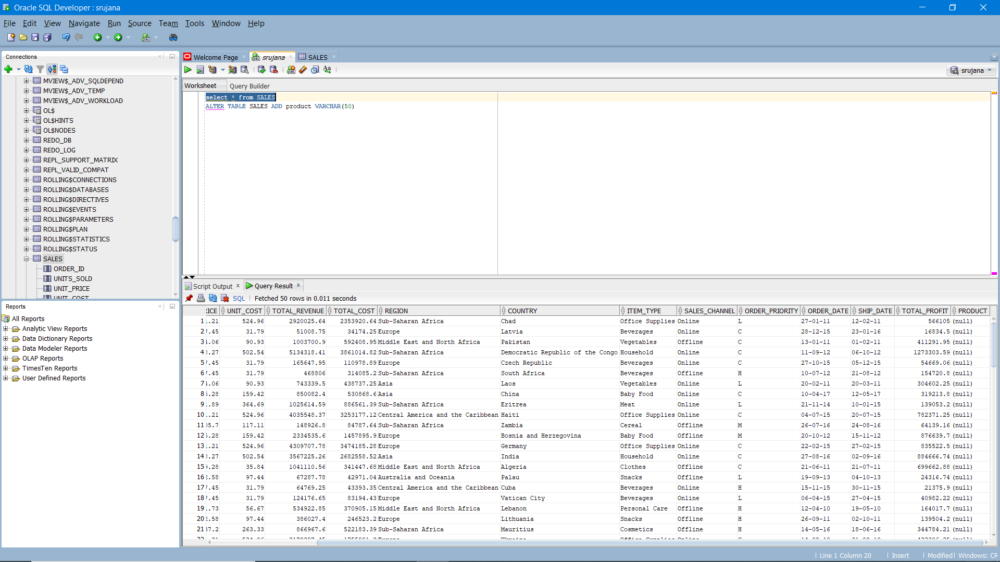 Oracle SQL Developer : srujana
File Edit View Navigate Run Source Team Tools Window Help
Connections
MVIEW$_ADV_SQLDEPEND
MVIEW$_ADV_TEMP
MVIEW$_ADV_WORKLOAD
OL$
OL$HINTS
OL$NODES
REDO_DB
REDO_LOG
REPL_SUPPORT_MATRIX
REPL_VALID_COMPAT
ROLLING$CONNECTIONS
ROLLING$DATABASES
ROLLING$DIRECTIVES
ROLLING$EVENTS
ROLLING$PARAMETERS
ROLLING$PLAN
ROLLING$STATISTICS
ROLLING$STATUS
SALES
ORDER_ID
UNITS_SOLD
UNIT_PRICE
UNIT_COST
Reports
All Reports
Analytic View Reports
Data Dictionary Reports
Data Modeler Reports
OLAP Reports
TimesTen Reports
User Defined Reports
Welcome Page srujana SALES
srujana
Worksheet Query Builder
select * from SALES
ALTER TABLE SALES ADD product VARCHAR(50)
Script Output x Query Result x
SQL Fetched 50 rows in 0.011 seconds
RICE UNIT_COST TOTAL_REVENUE TOTAL_COST REGION COUNTRY ITEM_TYPE SALES_CHANNEL ORDER_PRIORITY ORDER_DATE SHIP_DATE TOTAL_PROFIT PRODUCT
1 .21 524.96 2920025.64 2353920.64 Sub-Saharan Africa Chad Office Supplies Online L 27-01-11 12-02-11 566105 (null)
2 7.45 31.79 51008.75 34174.25 Europe Latvia Beverages Online C 28-12-15 23-01-16 16834.5 (null)
3 4.06 90.93 1003700.9 592408.95 Middle East and North Africa Pakistan Vegetables Offline C 13-01-11 01-02-11 411291.95 (null)
4 8.27 502.54 5134318.41 3861014.82 Sub-Saharan Africa Democratic Republic of the Congo Household Online C 11-09-12 06-10-12 1273303.59 (null)
5 7.45 31.79 165647.95 110978.89 Europe Czech Republic Beverages Online C 27-10-15 05-12-15 54669.06 (null)
6 7.45 31.79 468806 314085.2 Sub-Saharan Africa South Africa Beverages Offline H 10-07-12 21-08-12 154720.8 (null)
7 4.06 90.93 743339.5 438737.25 Asia Laos Vegetables Online L 20-02-11 20-03-11 304602.25 (null)
8 5.28 159.42 850082.4 530868.6 Asia China Baby Food Online C 10-04-17 12-05-17 319213.8 (null)
9 1.89 364.69 1025614.59 886561.39 Sub-Saharan Africa Eritrea Meat Online L 21-11-14 10-01-15 139053.2 (null)
10 .21 524.96 4035548.37 3253177.12 Central America and the Caribbean Haiti Office Supplies Online C 04-07-15 20-07-15 782371.25 (null)
11 05.7 117.11 148926.8 84787.64 Sub-Saharan Africa Zambia Cereal Offline M 26-07-16 24-08-16 64139.16 (null)
12 5.28 159.42 2334535.6 1457895.9 Europe Bosnia and Herzegovina Baby Food Offline M 20-10-12 15-11-12 876639.7 (null)
13 .21 524.96 4309707.78 3474185.28 Europe Germany Office Supplies Online C 22-02-15 27-02-15 835522.5 (null)
14 8.27 502.54 3567225.26 2682558.52 Asia India Household Online C 27-08-16 02-09-16 884666.74 (null)
15 9.28 35.84 1041110.56 341447.68 Middle East and North Africa Algeria Clothes Offline C 21-06-11 21-07-11 699662.88 (null)
16 2.58 97.44 67287.78 42971.04 Australia and Oceania Palau Snacks Offline L 19-09-13 04-10-13 24316.74 (null)
17 7.45 31.79 64769.25 43393.35 Central America and the Caribbean Cuba Beverages Online H 15-11-15 30-11-15 21375.9 (null)
18 7.45 31.79 124176.65 83194.43 Europe Vatican City Beverages Online L 06-04-15 27-04-15 40982.22 (null)
19 1.73 56.67 534922.85 370905.15 Middle East and North Africa Lebanon Personal Care Offline H 12-04-10 19-05-10 164017.7 (null)
20 2.58 97.44 386027.4 246523.2 Europe Lithuania Snacks Offline H 26-09-11 02-10-11 139504.2 (null)
21 37.2 263.33 866967.6 522183.39 Sub-Saharan Africa Mauritius Cosmetics Offline H 14-05-16 18-06-16 344784.21 (null)
Line 1 Column 20 Insert Modified Windows: CR